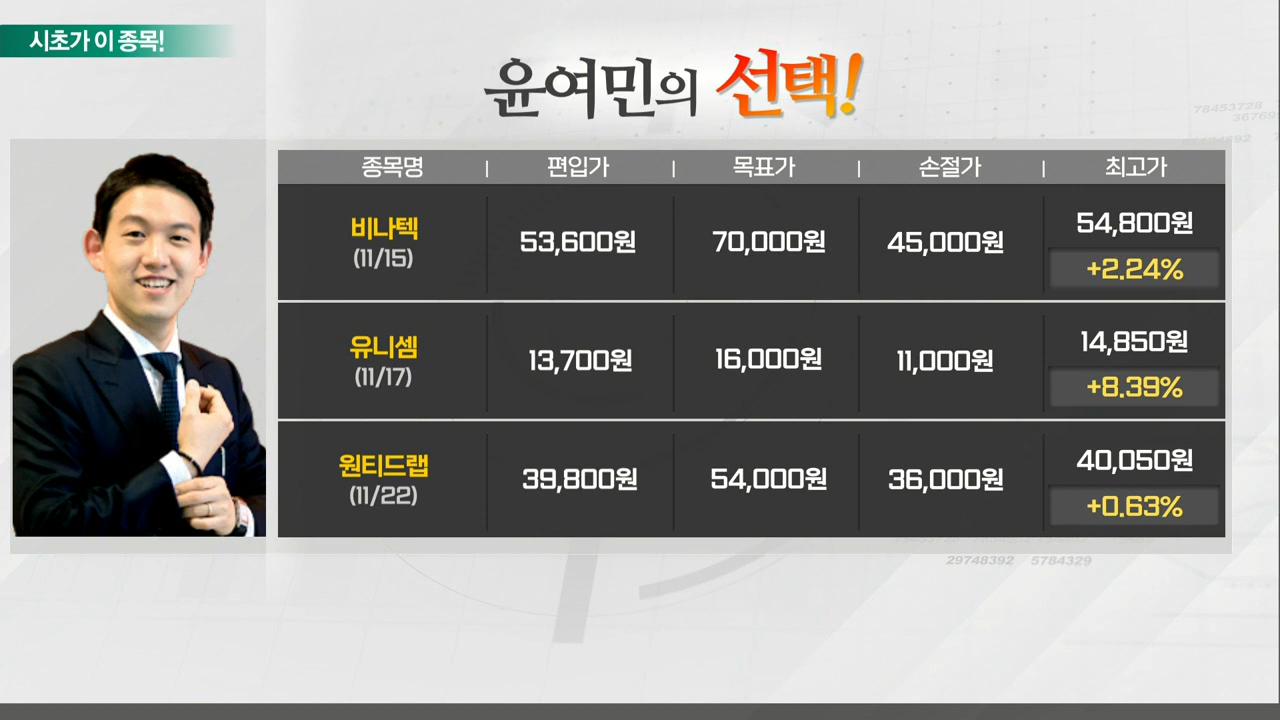 시초가 이 종목!
윤여민의 선택!
종목명 | 편입가 | 목표가 | 손절가 | 최고가
비나텍 (11/15) 53,600원 70,000원 45,000원 54,800원 +2.24%
유니셈 (11/17) 13,700원 16,000원 11,000원 14,850원 +8.39%
원티드랩 (11/22) 39,800원 54,000원 36,000원 40,050원 +0.63%
78453728
29748392 5784329